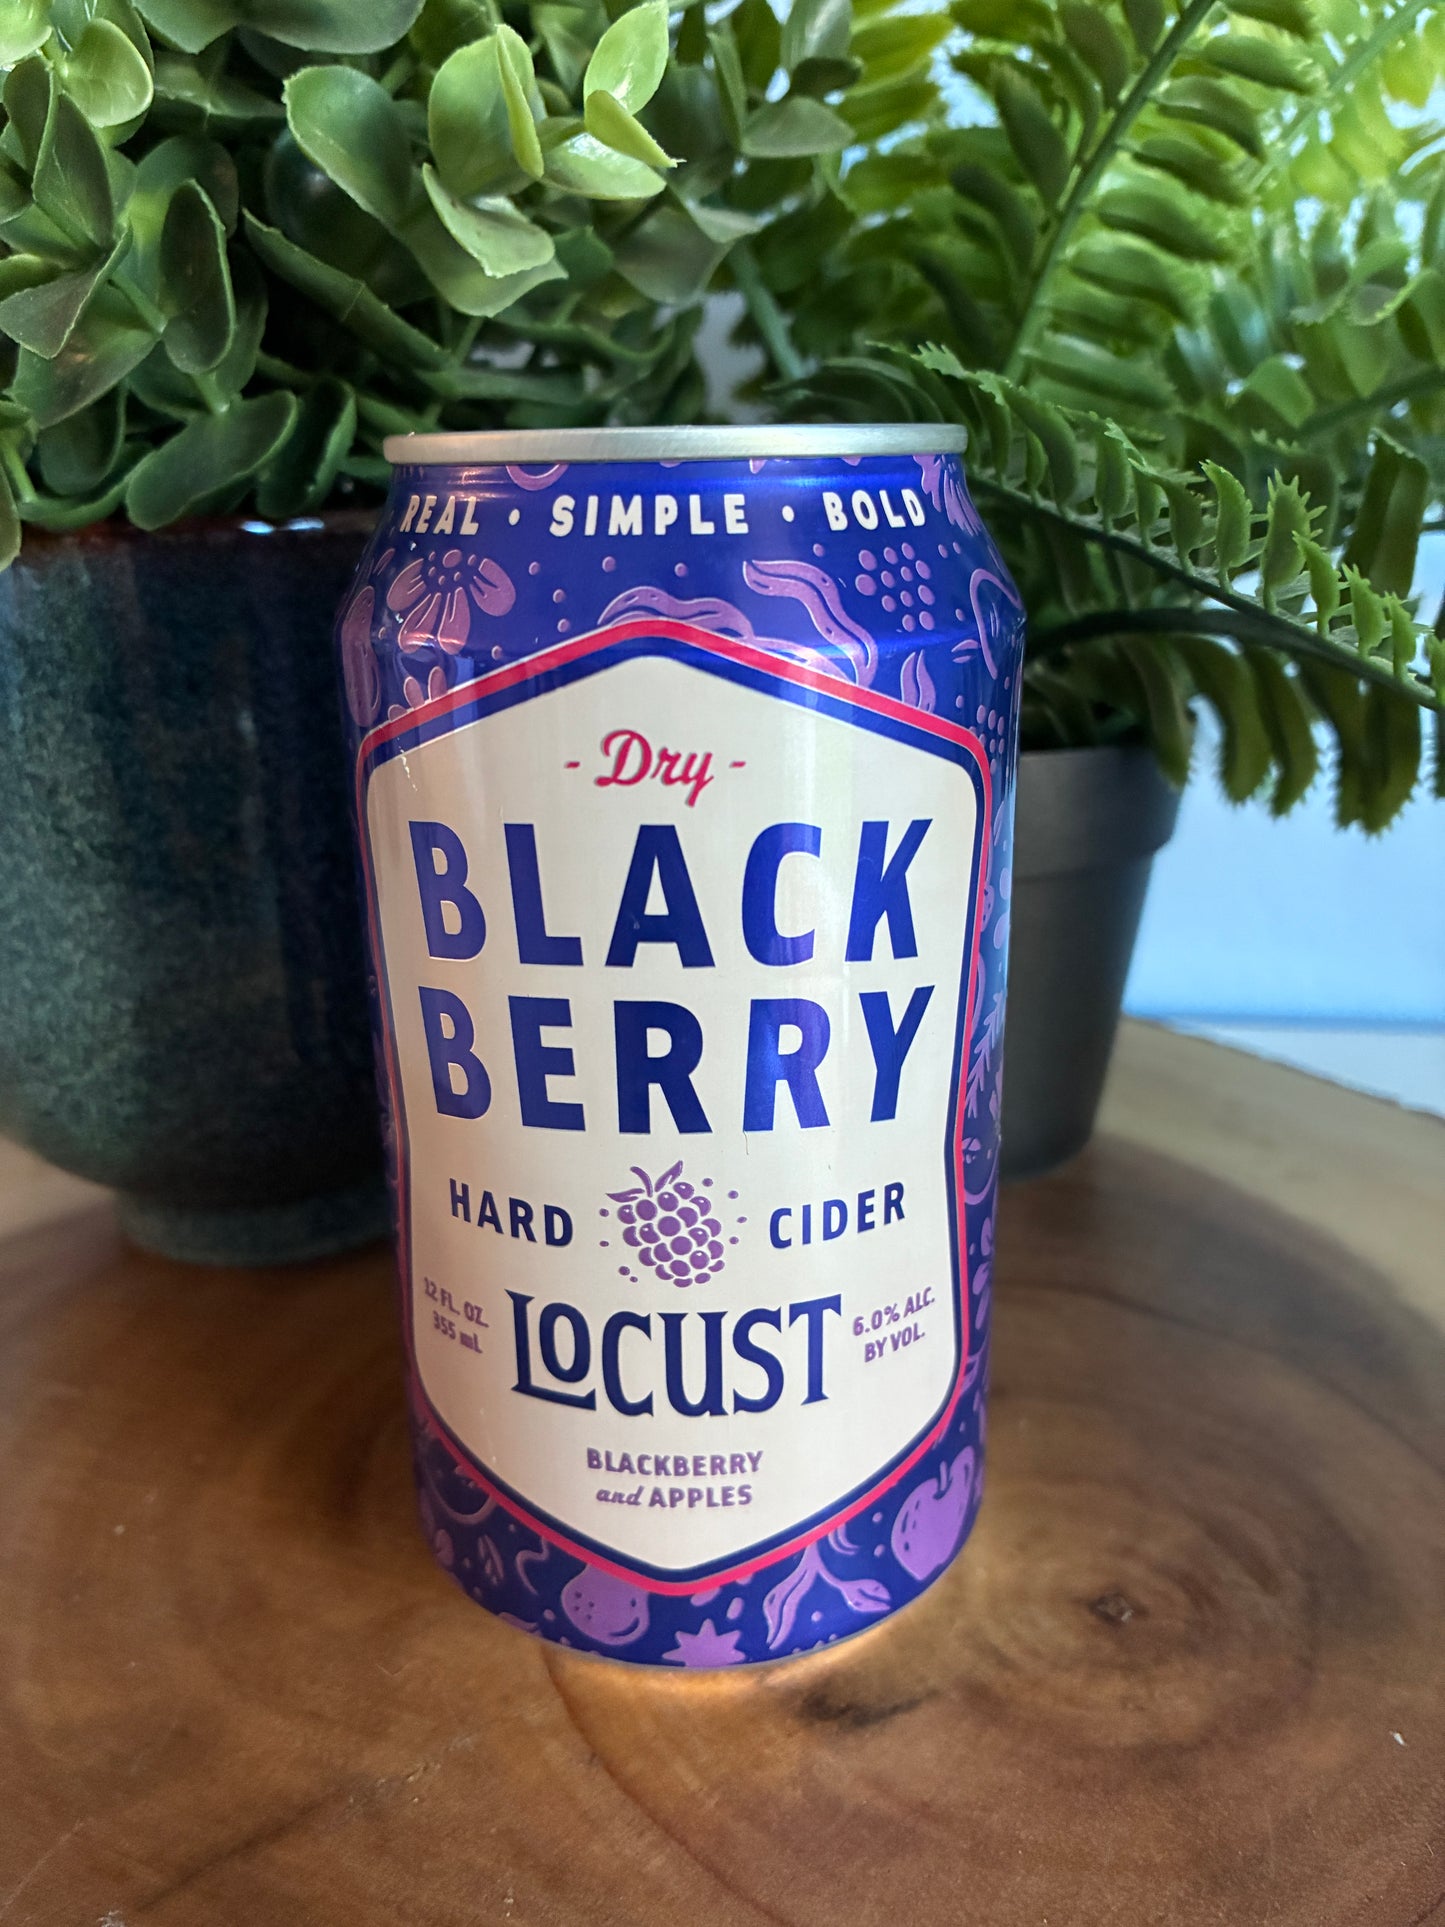 REAL • SIMPLE • BOLD
- Dry -
BLACK
BERRY
HARD CIDER
12 FL. OZ.
355 mL
LOCUST
6.0% ALC.
BY VOL.
BLACKBERRY
and APPLES